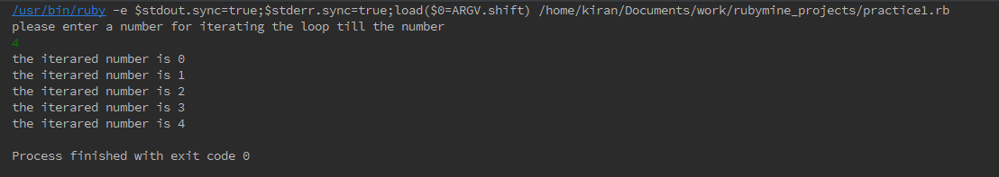 /usr/bin/ruby -e $stdout.sync=true;$stderr.sync=true;load($0=ARGV.shift) /home/kiran/Documents/work/rubymine_projects/practice1.rb
please enter a number for iterating the loop till the number
4
the iterared number is 0
the iterared number is 1
the iterared number is 2
the iterared number is 3
the iterared number is 4
Process finished with exit code 0